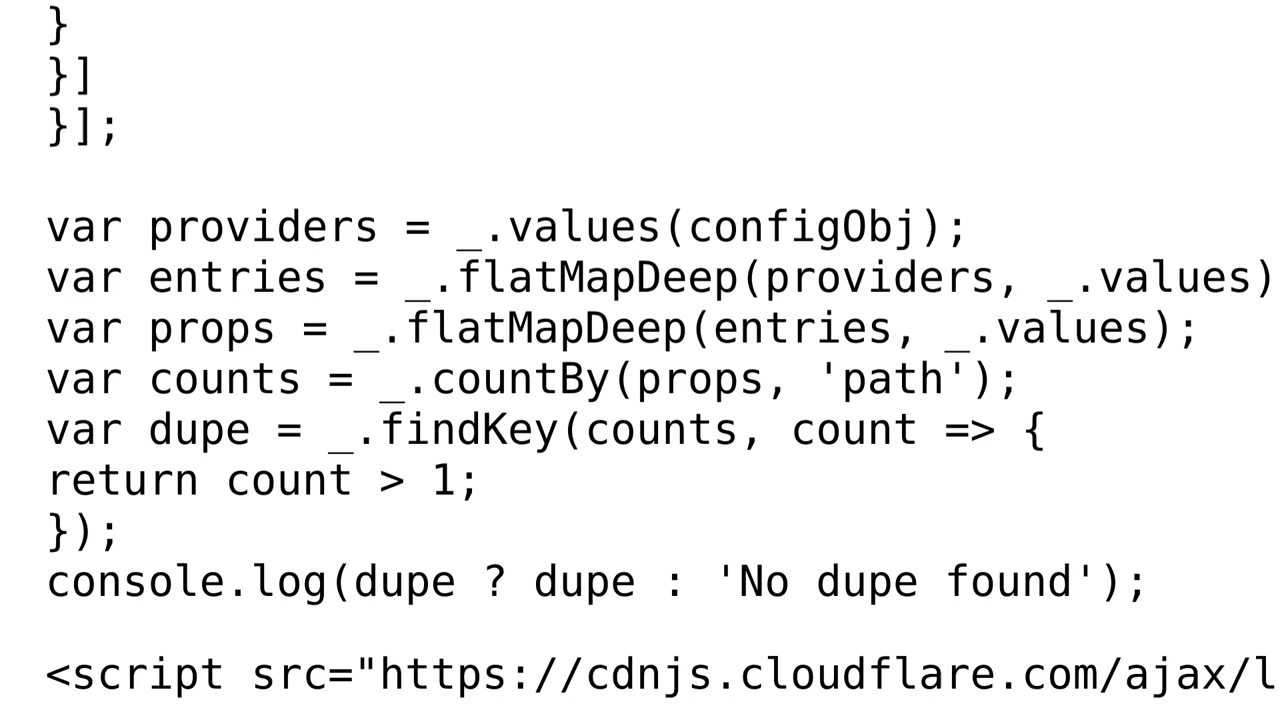 }
}]
}];
var providers = _.values(configObj);
var entries = _.flatMapDeep(providers, _.values)
var props = _.flatMapDeep(entries, _.values);
var counts = _.countBy(props, 'path');
var dupe = _.findKey(counts, count => {
return count > 1;
});
console.log(dupe ? dupe : 'No dupe found');
<script src="https://cdnjs.cloudflare.com/ajax/l